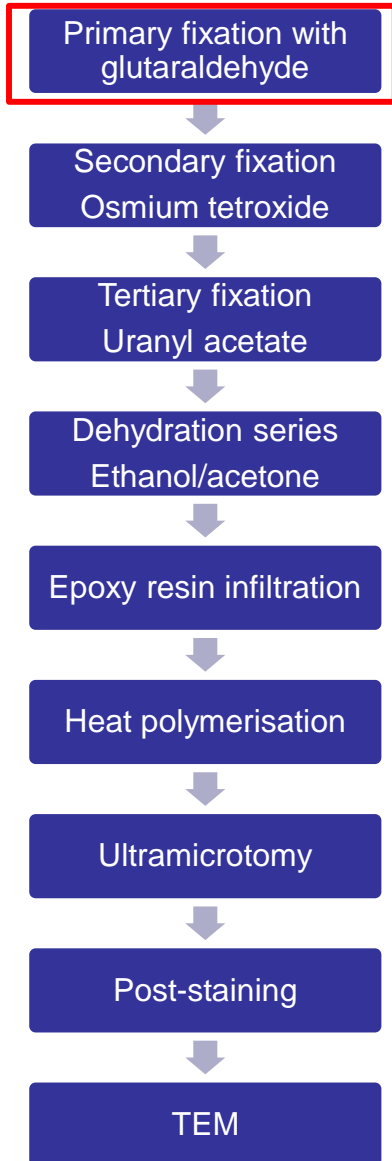 Primary fixation with
glutaraldehyde
Secondary fixation
Osmium tetroxide
Tertiary fixation
Uranyl acetate
Dehydration series
Ethanol/acetone
Epoxy resin infiltration
Heat polymerisation
Ultramicrotomy
Post-staining
TEM